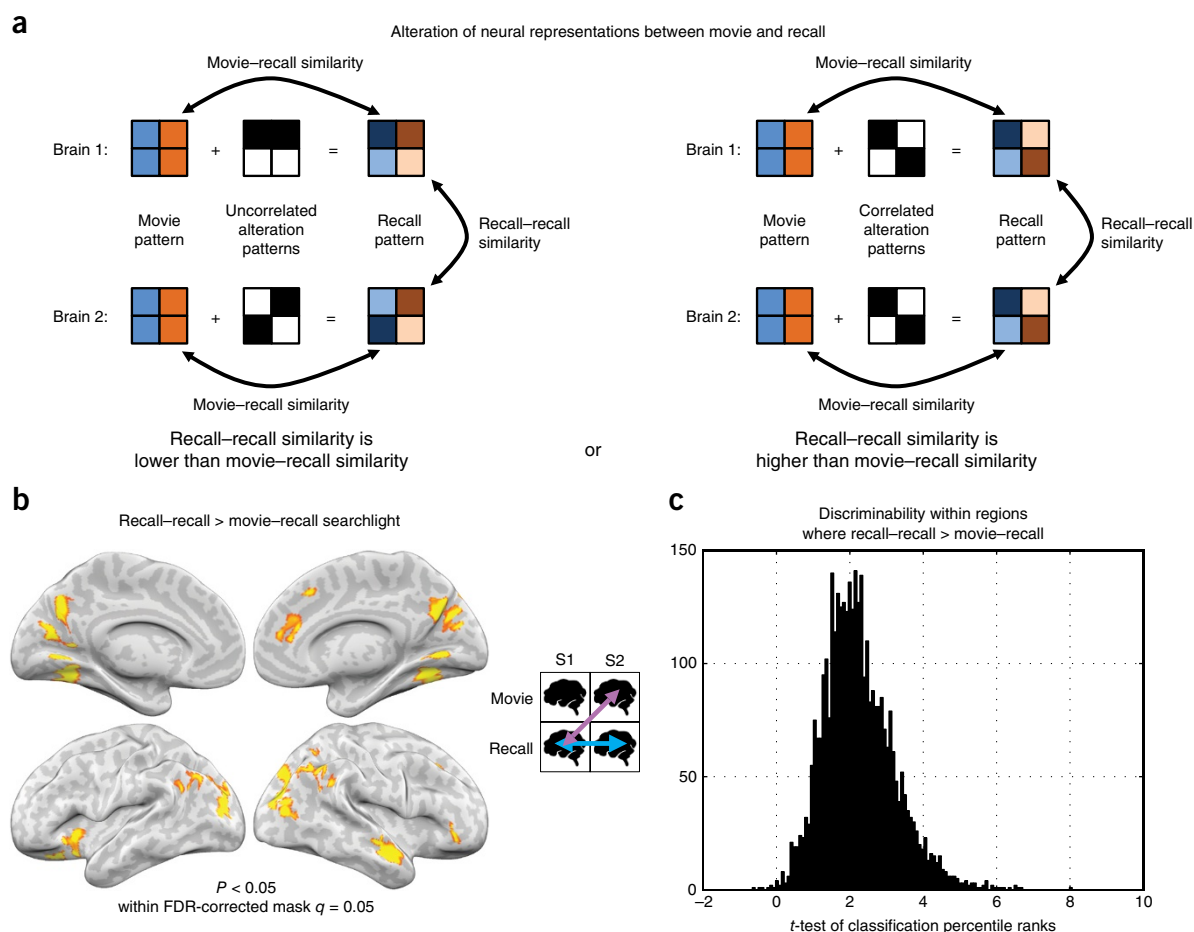 a
Alteration of neural representations between movie and recall
Movie–recall similarity
Brain 1:
+
=
Movie pattern
Uncorrelated alteration patterns
Recall pattern
Recall–recall similarity
Brain 2:
+
=
Movie–recall similarity
Recall–recall similarity is
lower than movie–recall similarity
or
Movie–recall similarity
Brain 1:
+
=
Movie pattern
Correlated alteration patterns
Recall pattern
Recall–recall similarity
Brain 2:
+
=
Movie–recall similarity
Recall–recall similarity is
higher than movie–recall similarity
b
Recall–recall > movie–recall searchlight
S1 S2
Movie
Recall
P < 0.05
within FDR-corrected mask q = 0.05
c
Discriminability within regions
where recall–recall > movie–recall
150
100
50
0
–2 0 2 4 6 8 10
t-test of classification percentile ranks